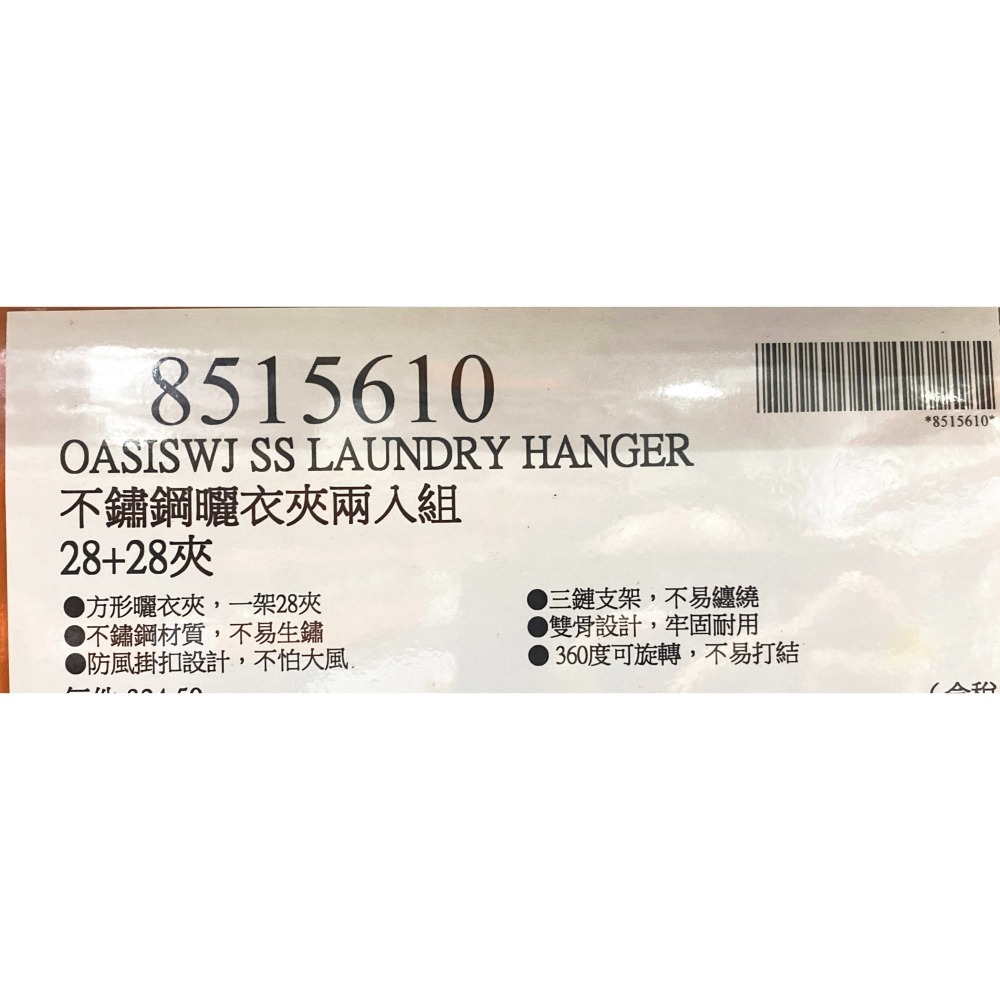 8515610
*8515610*
OASISWJ SS LAUNDRY HANGER
不鏽鋼曬衣夾兩入組
28+28夾
●方形曬衣夾，一架28夾
●不鏽鋼材質，不易生鏽
●防風掛扣設計，不怕大風
●三鏈支架，不易纏繞
●雙骨設計，牢固耐用
●360度可旋轉，不易打結